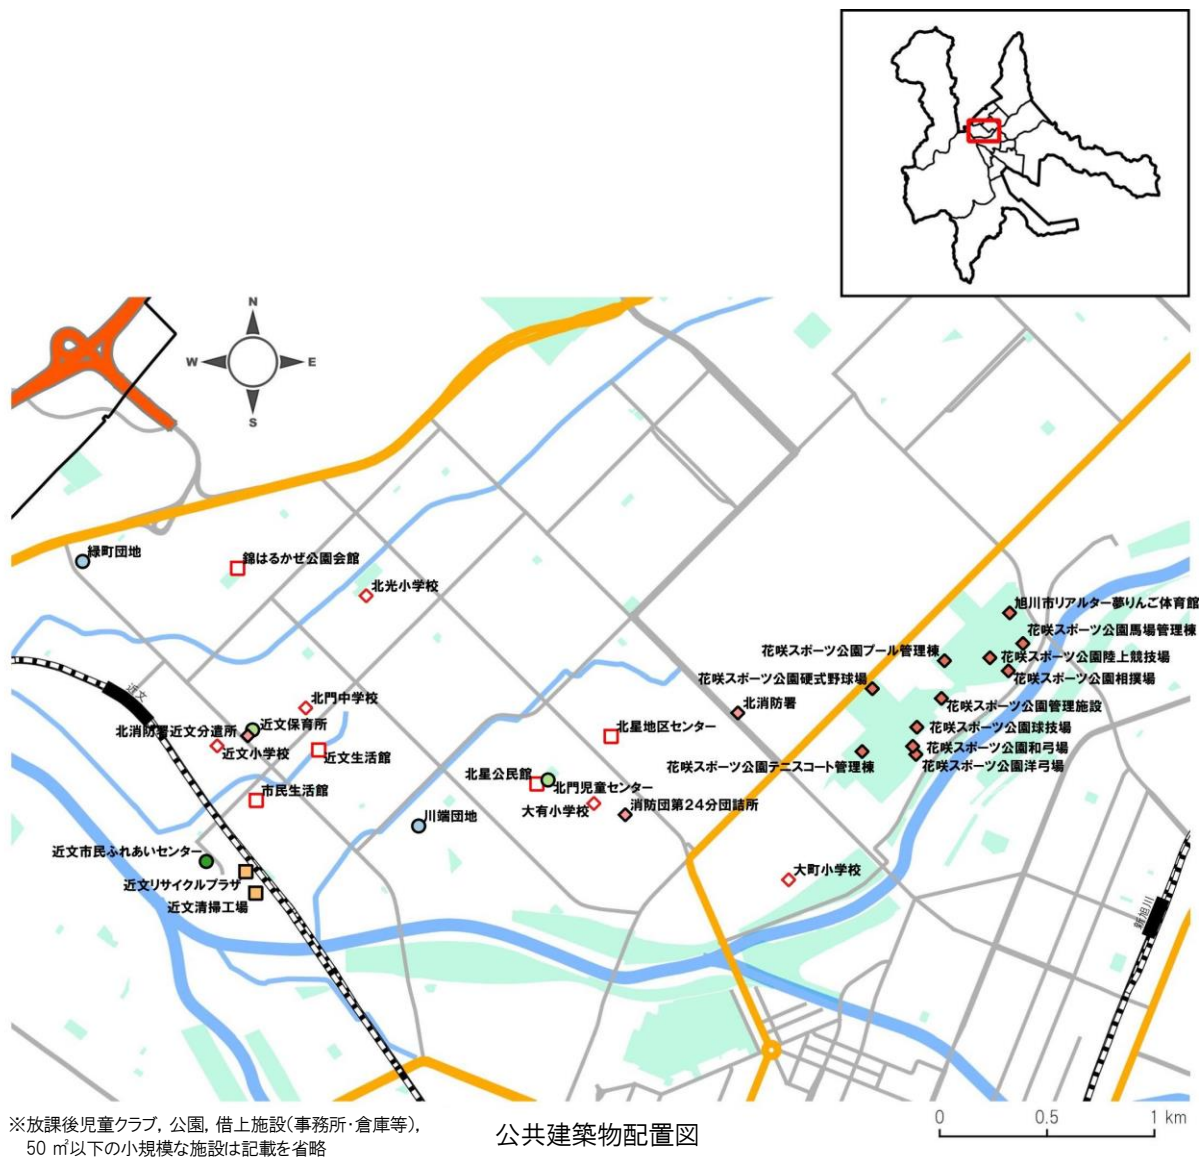 N
W
E
S
緑町団地
錦はるかぜ公園会館
北光小学校
旭川市リアルター夢りんご体育館
花咲スポーツ公園馬場管理棟
花咲スポーツ公園プール管理棟
花咲スポーツ公園陸上競技場
花咲スポーツ公園硬式野球場
花咲スポーツ公園相撲場
近文
北門中学校
北消防署
花咲スポーツ公園管理施設
北消防署近文分遣所
近文保育所
北星地区センター
花咲スポーツ公園球技場
近文小学校
近文生活館
花咲スポーツ公園和弓場
花咲スポーツ公園テニスコート管理棟
花咲スポーツ公園洋弓場
北星公民館
北門児童センター
市民生活館
大有小学校
消防団第24分団詰所
川端団地
近文市民ふれあいセンター
大町小学校
近文リサイクルプラザ
近文清掃工場
新旭川
※放課後児童クラブ, 公園, 借上施設(事務所・倉庫等),
50 ㎡以下の小規模な施設は記載を省略
公共建築物配置図
0 0.5 1 km